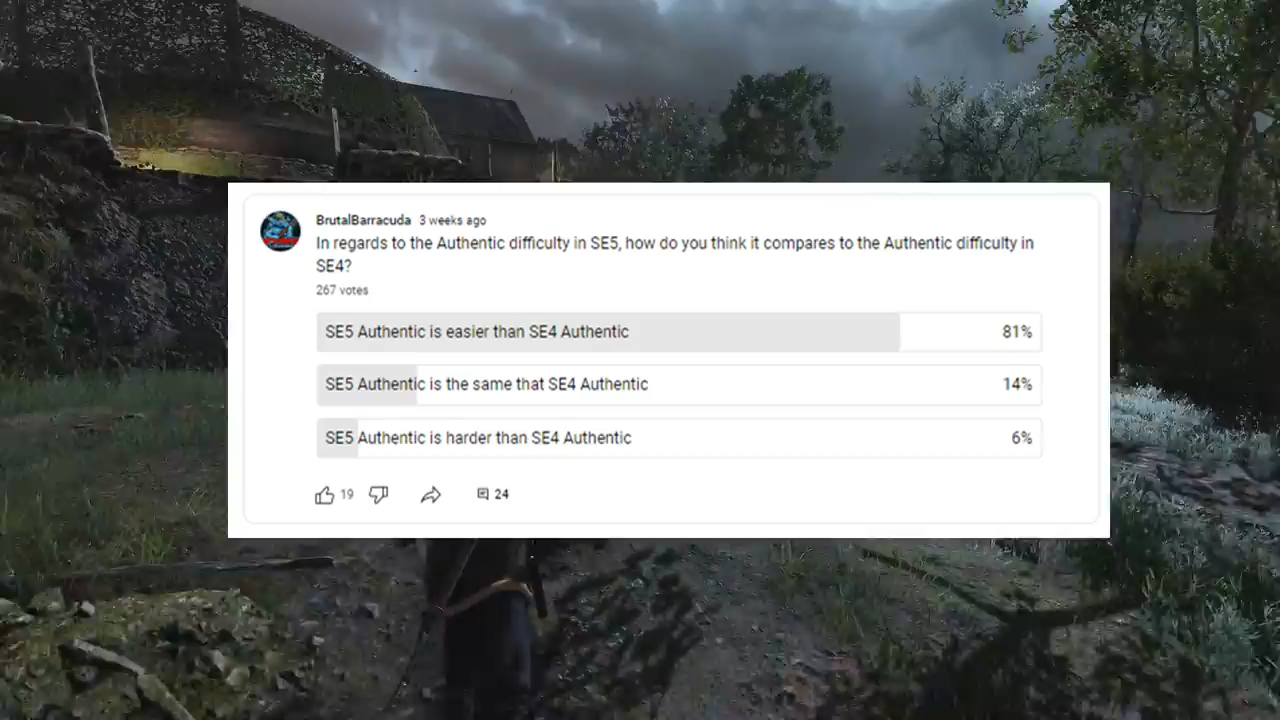 BrutalBarracuda 3 weeks ago
In regards to the Authentic difficulty in SE5, how do you think it compares to the Authentic difficulty in
SE4?
267 votes
SE5 Authentic is easier than SE4 Authentic 81%
SE5 Authentic is the same that SE4 Authentic 14%
SE5 Authentic is harder than SE4 Authentic 6%
19 24